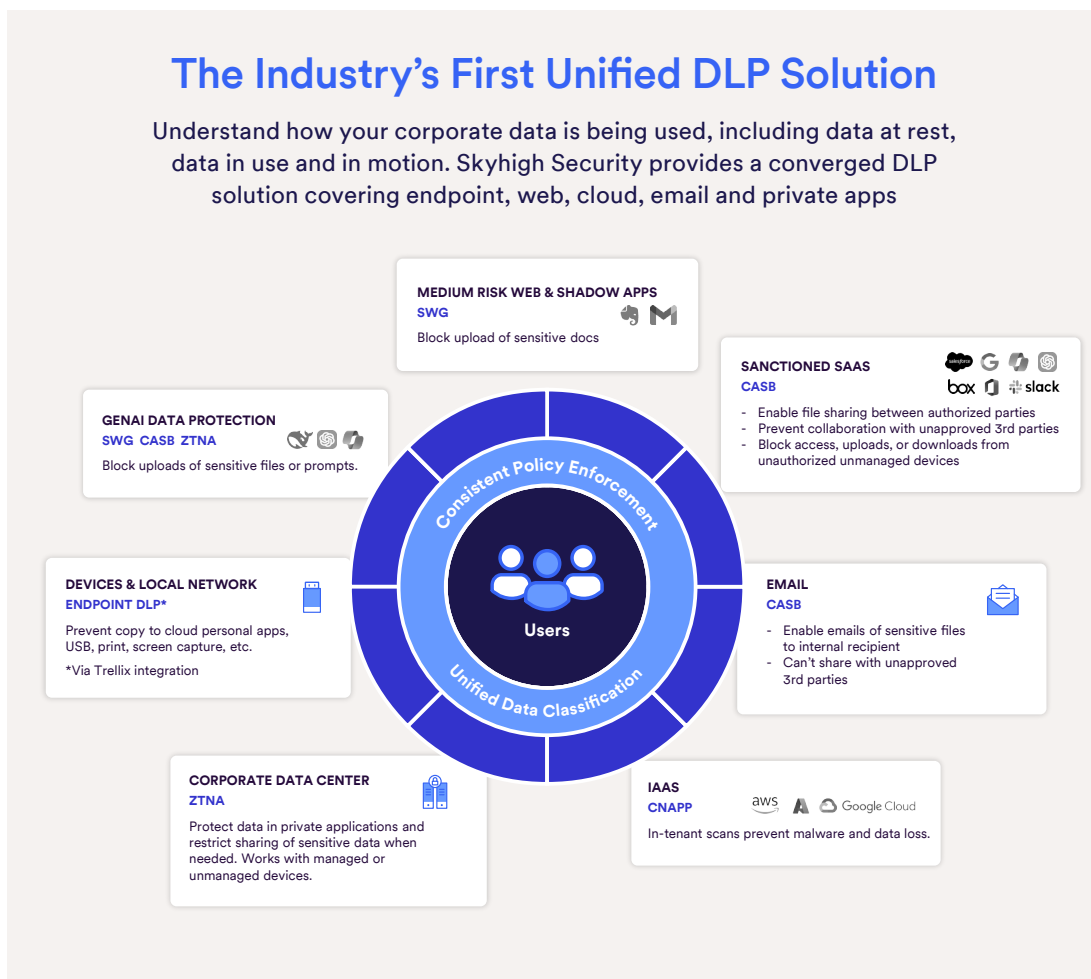 The Industry's First Unified DLP Solution
Understand how your corporate data is being used, including data at rest,
data in use and in motion. Skyhigh Security provides a converged DLP
solution covering endpoint, web, cloud, email and private apps
MEDIUM RISK WEB & SHADOW APPS
SWG
Block upload of sensitive docs
SANCTIONED SAAS
CASB
salesforce
box
slack
- Enable file sharing between authorized parties
- Prevent collaboration with unapproved 3rd parties
- Block access, uploads, or downloads from
unauthorized unmanaged devices
GENAI DATA PROTECTION
SWG CASB ZTNA
Block uploads of sensitive files or prompts.
Consistent Policy Enforcement
Users
Unified Data Classification
DEVICES & LOCAL NETWORK
ENDPOINT DLP*
Prevent copy to cloud personal apps,
USB, print, screen capture, etc.
*Via Trellix integration
EMAIL
CASB
- Enable emails of sensitive files
to internal recipient
- Can't share with unapproved
3rd parties
CORPORATE DATA CENTER
ZTNA
Protect data in private applications and
restrict sharing of sensitive data when
needed. Works with managed or
unmanaged devices.
IAAS
CNAPP
aws
Google Cloud
In-tenant scans prevent malware and data loss.